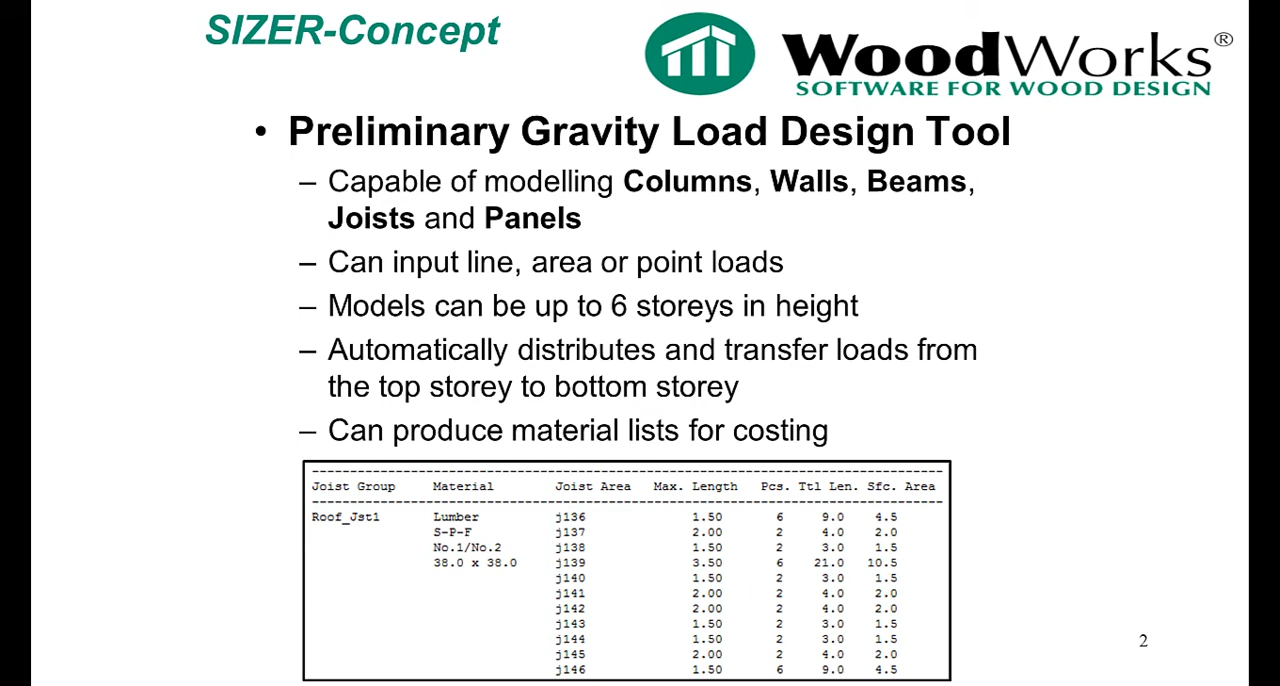 SIZER-Concept
WoodWorks®
SOFTWARE FOR WOOD DESIGN
• Preliminary Gravity Load Design Tool
– Capable of modelling Columns, Walls, Beams,
Joists and Panels
– Can input line, area or point loads
– Models can be up to 6 storeys in height
– Automatically distributes and transfer loads from
the top storey to bottom storey
– Can produce material lists for costing
Joist Group Material Joist Area Max. Length Pcs. Ttl Len. Sfc. Area
Roof_Jst1 Lumber j136 1.50 6 9.0 4.5
S-P-F j137 2.00 2 4.0 2.0
No.1/No.2 j138 1.50 2 3.0 1.5
38.0 x 38.0 j139 3.50 6 21.0 10.5
j140 1.50 2 3.0 1.5
j141 2.00 2 4.0 2.0
j142 2.00 2 4.0 2.0
j143 1.50 2 3.0 1.5
j144 1.50 2 3.0 1.5
j145 2.00 2 4.0 2.0
j146 1.50 6 9.0 4.5
2